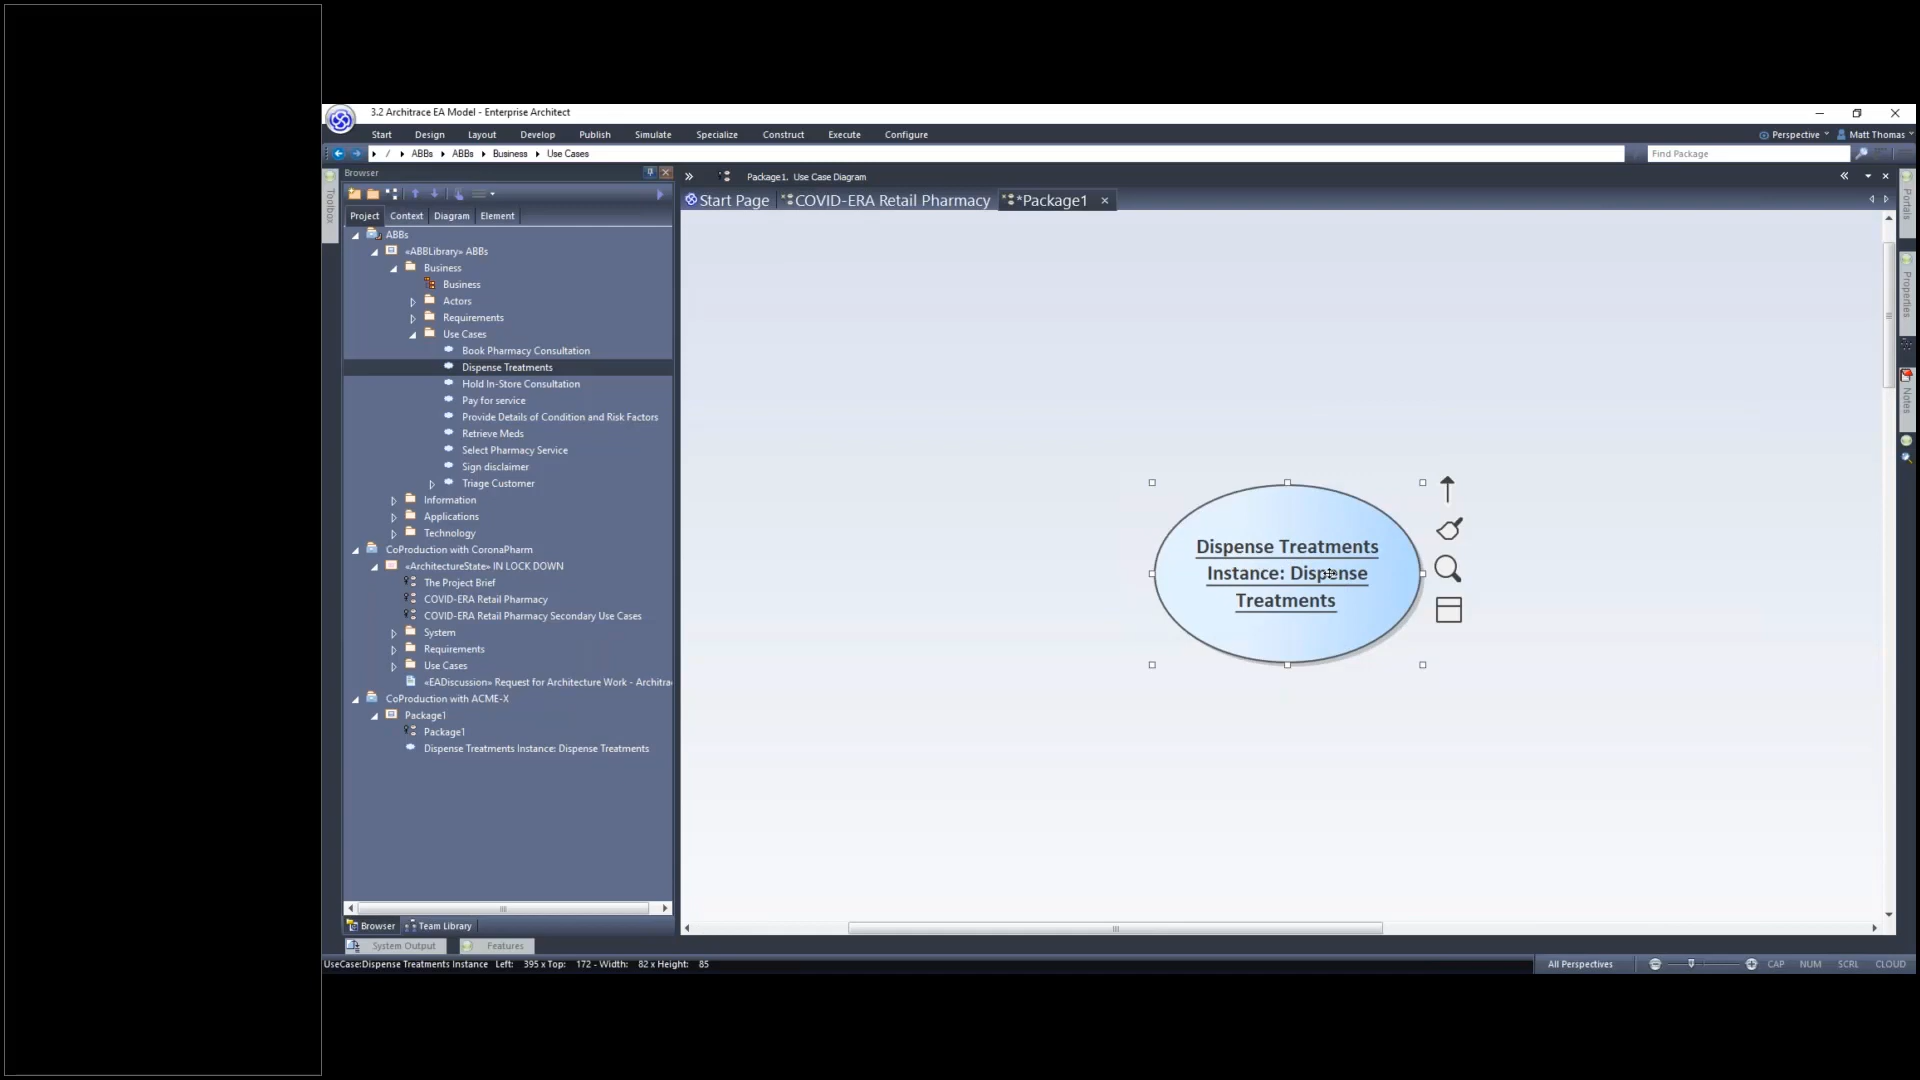 3.2 Architrace EA Model - Enterprise Architect
Start Design Layout Develop Publish Simulate Specialize Construct Execute Configure
Perspective Matt Thomas
/ ABBs ABBs Business Use Cases
Find Package
Browser
Package1. Use Case Diagram
Toolbox
Start Page COVID-ERA Retail Pharmacy *Package1
Project Context Diagram Element
ABBs
«ABBLibrary» ABBs
Business
Business
Actors
Requirements
Use Cases
Book Pharmacy Consultation
Dispense Treatments
Hold In-Store Consultation
Pay for service
Provide Details of Condition and Risk Factors
Retrieve Meds
Select Pharmacy Service
Sign disclaimer
Triage Customer
Information
Applications
Technology
CoProduction with CoronaPharm
«ArchitectureState» IN LOCK DOWN
The Project Brief
COVID-ERA Retail Pharmacy
COVID-ERA Retail Pharmacy Secondary Use Cases
System
Requirements
Use Cases
«EADiscussion» Request for Architecture Work - Architra
CoProduction with ACME-X
Package1
Package1
Dispense Treatments Instance: Dispense Treatments
Dispense Treatments
Instance: Dispense
Treatments
Portals
Properties
Notes
Browser Team Library
System Output Features
UseCase:Dispense Treatments Instance Left: 395 x Top: 172 - Width: 82 x Height: 85
All Perspectives CAP NUM SCRL CLOUD